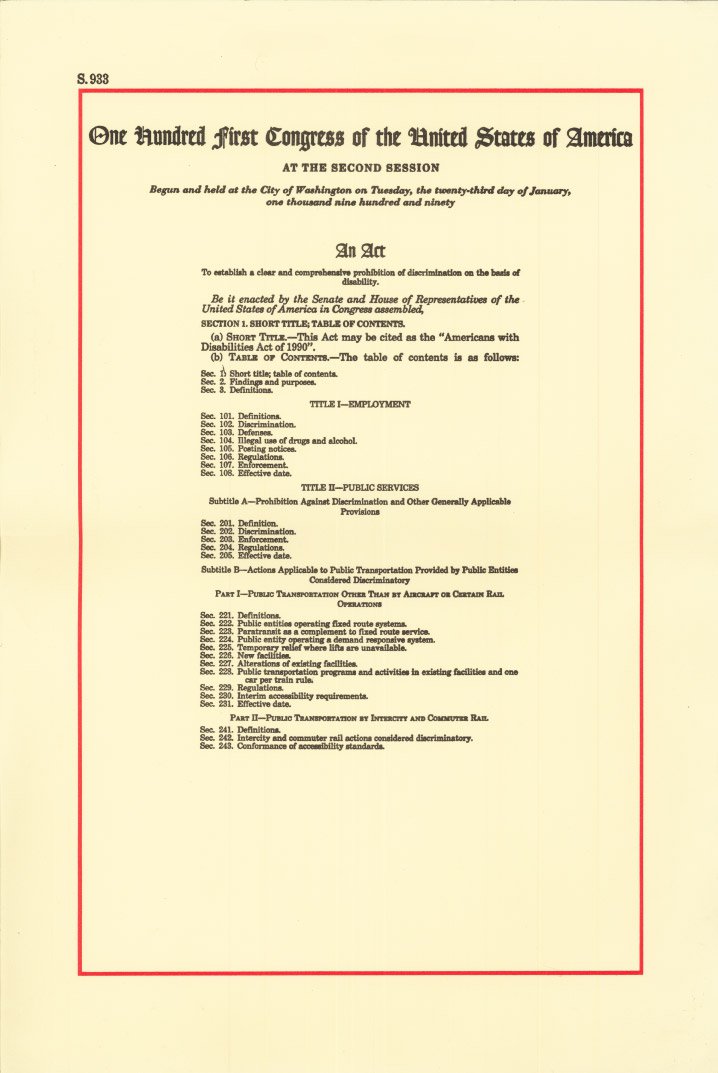 S. 933
One Hundred First Congress of the United States of America
AT THE SECOND SESSION
Begun and held at the City of Washington on Tuesday, the twenty-third day of January,
one thousand nine hundred and ninety
An Act
To establish a clear and comprehensive prohibition of discrimination on the basis of
disability.
Be it enacted by the Senate and House of Representatives of the
United States of America in Congress assembled,
SECTION 1. SHORT TITLE; TABLE OF CONTENTS.
(a) SHORT TITLE.—This Act may be cited as the “Americans with
Disabilities Act of 1990”.
(b) TABLE OF CONTENTS.—The table of contents is as follows:
Sec. 1. Short title; table of contents.
Sec. 2. Findings and purposes.
Sec. 3. Definitions.
TITLE I—EMPLOYMENT
Sec. 101. Definitions.
Sec. 102. Discrimination.
Sec. 103. Defenses.
Sec. 104. Illegal use of drugs and alcohol.
Sec. 105. Posting notices.
Sec. 106. Regulations.
Sec. 107. Enforcement.
Sec. 108. Effective date.
TITLE II—PUBLIC SERVICES
Subtitle A—Prohibition Against Discrimination and Other Generally Applicable
Provisions
Sec. 201. Definition.
Sec. 202. Discrimination.
Sec. 203. Enforcement.
Sec. 204. Regulations.
Sec. 205. Effective date.
Subtitle B—Actions Applicable to Public Transportation Provided by Public Entities
Considered Discriminatory
PART I—PUBLIC TRANSPORTATION OTHER THAN BY AIRCRAFT OR CERTAIN RAIL
OPERATIONS
Sec. 221. Definitions.
Sec. 222. Public entities operating fixed route systems.
Sec. 223. Paratransit as a complement to fixed route service.
Sec. 224. Public entity operating a demand responsive system.
Sec. 225. Temporary relief where lifts are unavailable.
Sec. 226. New facilities.
Sec. 227. Alterations of existing facilities.
Sec. 228. Public transportation programs and activities in existing facilities and one
car per train rule.
Sec. 229. Regulations.
Sec. 230. Interim accessibility requirements.
Sec. 231. Effective date.
PART II—PUBLIC TRANSPORTATION BY INTERCITY AND COMMUTER RAIL
Sec. 241. Definitions.
Sec. 242. Intercity and commuter rail actions considered discriminatory.
Sec. 243. Conformance of accessibility standards.